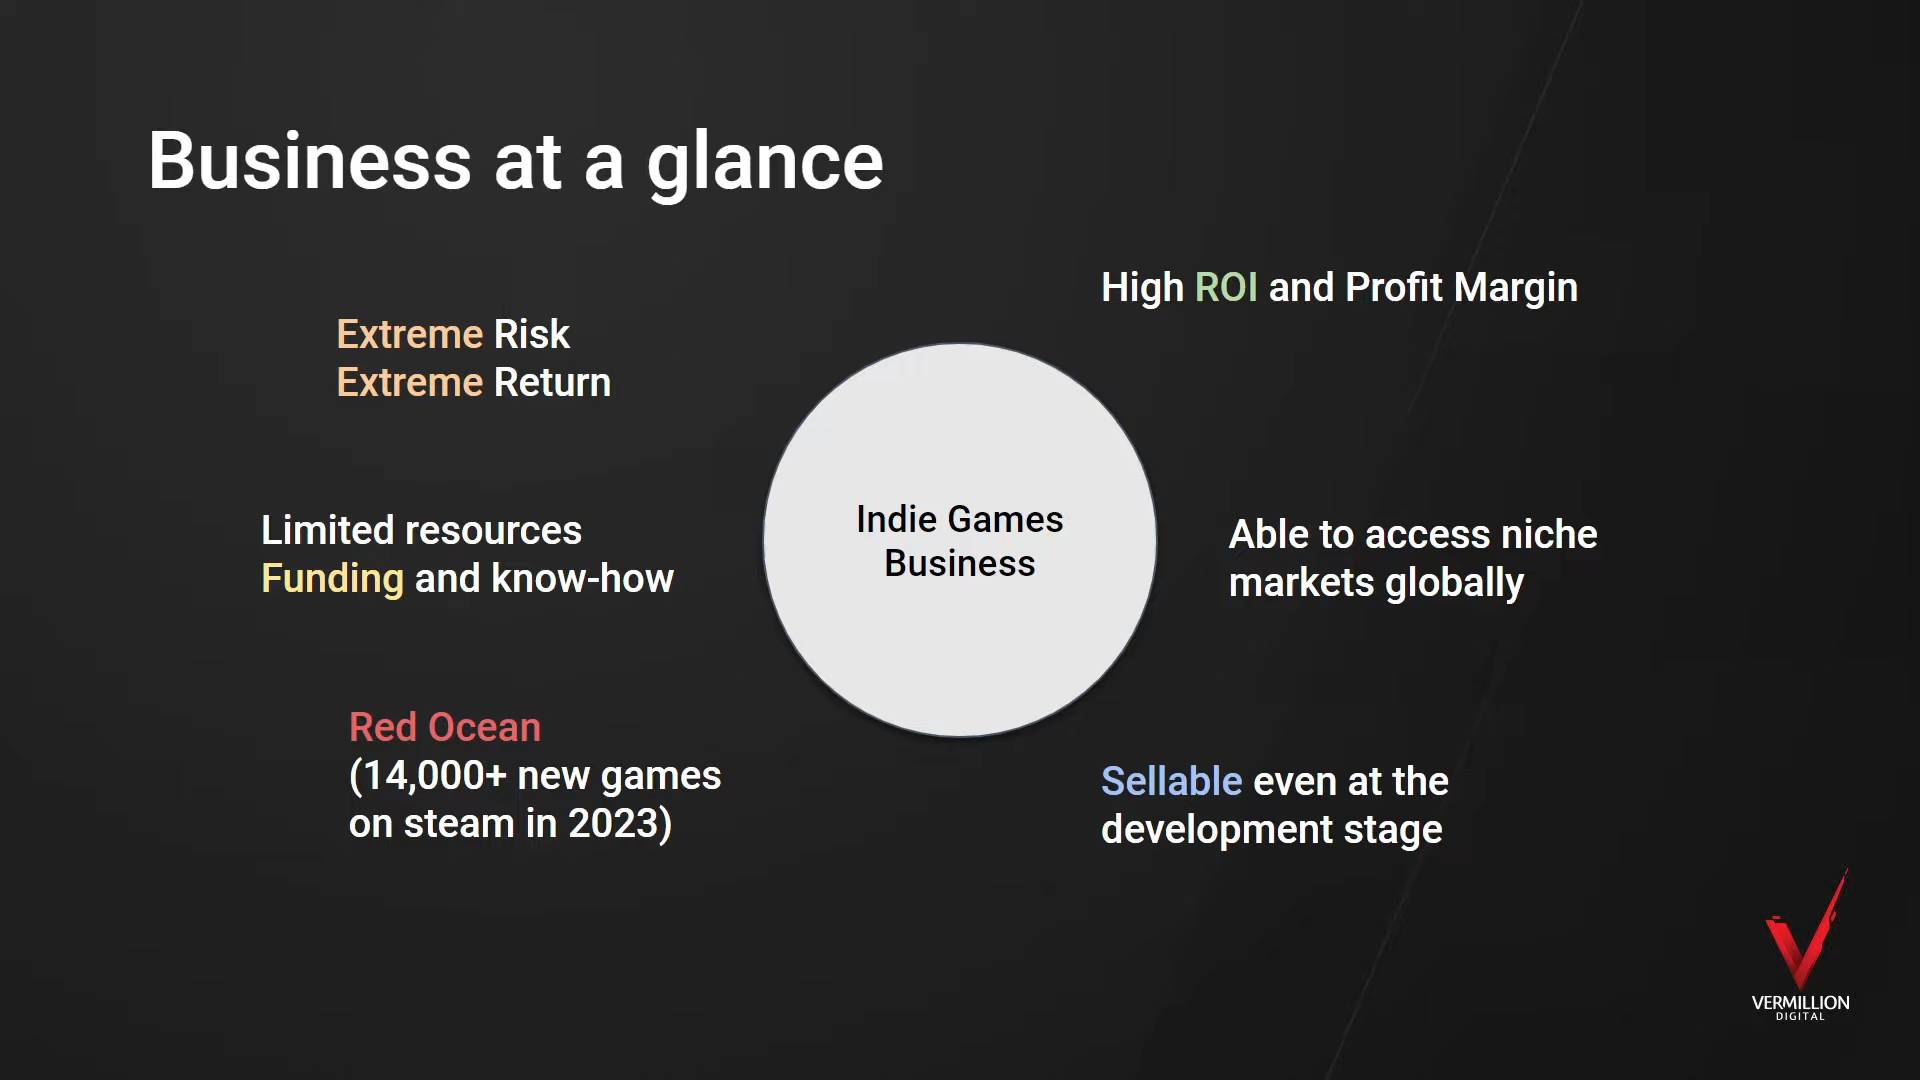 Business at a glance
Extreme Risk
Extreme Return
Limited resources
Funding and know-how
Red Ocean
(14,000+ new games
on steam in 2023)
Indie Games
Business
High ROI and Profit Margin
Able to access niche
markets globally
Sellable even at the
development stage
VERMILLION
DIGITAL